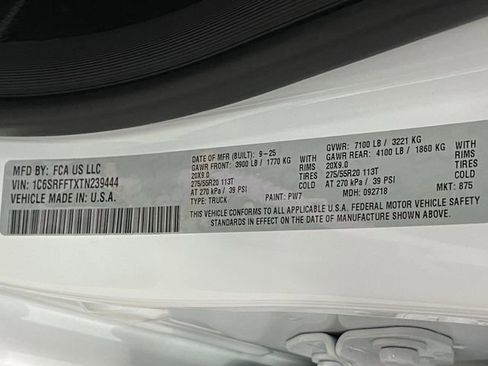 MFD BY: FCA US LLC
VIN: 1C6SRFFTXTN239444
VEHICLE MADE IN U.S.A.
DATE OF MFR (BUILT): 9-25
GAWR FRONT: 3900 LB / 1770 KG
20X9.0 RIMS
275/55R20 113T TIRES
AT 270 kPa / 39 PSI
TYPE: TRUCK PAINT: PW7
GVWR: 7100 LB / 3221 KG
GAWR REAR: 4100 LB / 1860 KG
20X9.0 RIMS
275/55R20 113T TIRES
AT 270 kPa / 39 PSI
MDH: 092718 MKT: 875
THIS VEHICLE CONFORMS TO ALL APPLICABLE U.S.A. FEDERAL MOTOR VEHICLE SAFETY
STANDARDS IN EFFECT ON THE DATE OF MANUFACTURE SHOWN ABOVE.